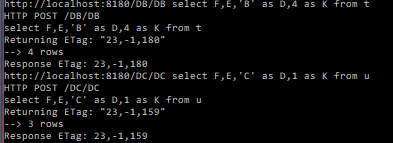 http://localhost:8180/DB/DB select F,E,'B' as D,4 as K from t
HTTP POST /DB/DB
select F,E,'B' as D,4 as K from t
Returning ETag: "23,-1,180"
--> 4 rows
Response ETag: 23,-1,180
http://localhost:8180/DC/DC select F,E,'C' as D,1 as K from u
HTTP POST /DC/DC
select F,E,'C' as D,1 as K from u
Returning ETag: "23,-1,159"
--> 3 rows
Response ETag: 23,-1,159